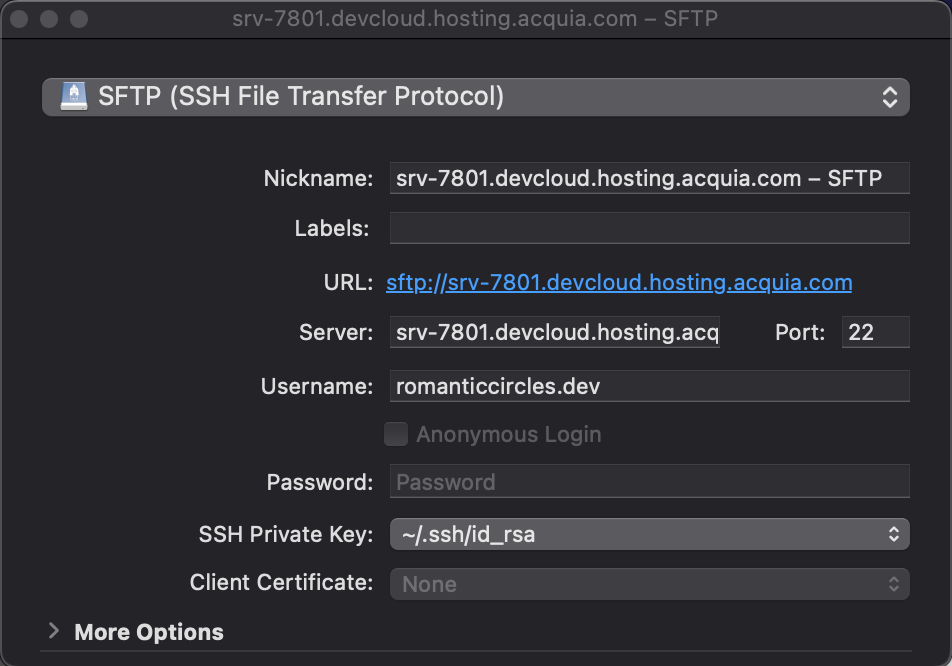 srv-7801.devcloud.hosting.acquia.com – SFTP
SFTP (SSH File Transfer Protocol)
Nickname: srv-7801.devcloud.hosting.acquia.com – SFTP
Labels:
URL: sftp://srv-7801.devcloud.hosting.acquia.com
Server: srv-7801.devcloud.hosting.acq Port: 22
Username: romanticcircles.dev
Anonymous Login
Password: Password
SSH Private Key: ~/.ssh/id_rsa
Client Certificate: None
More Options